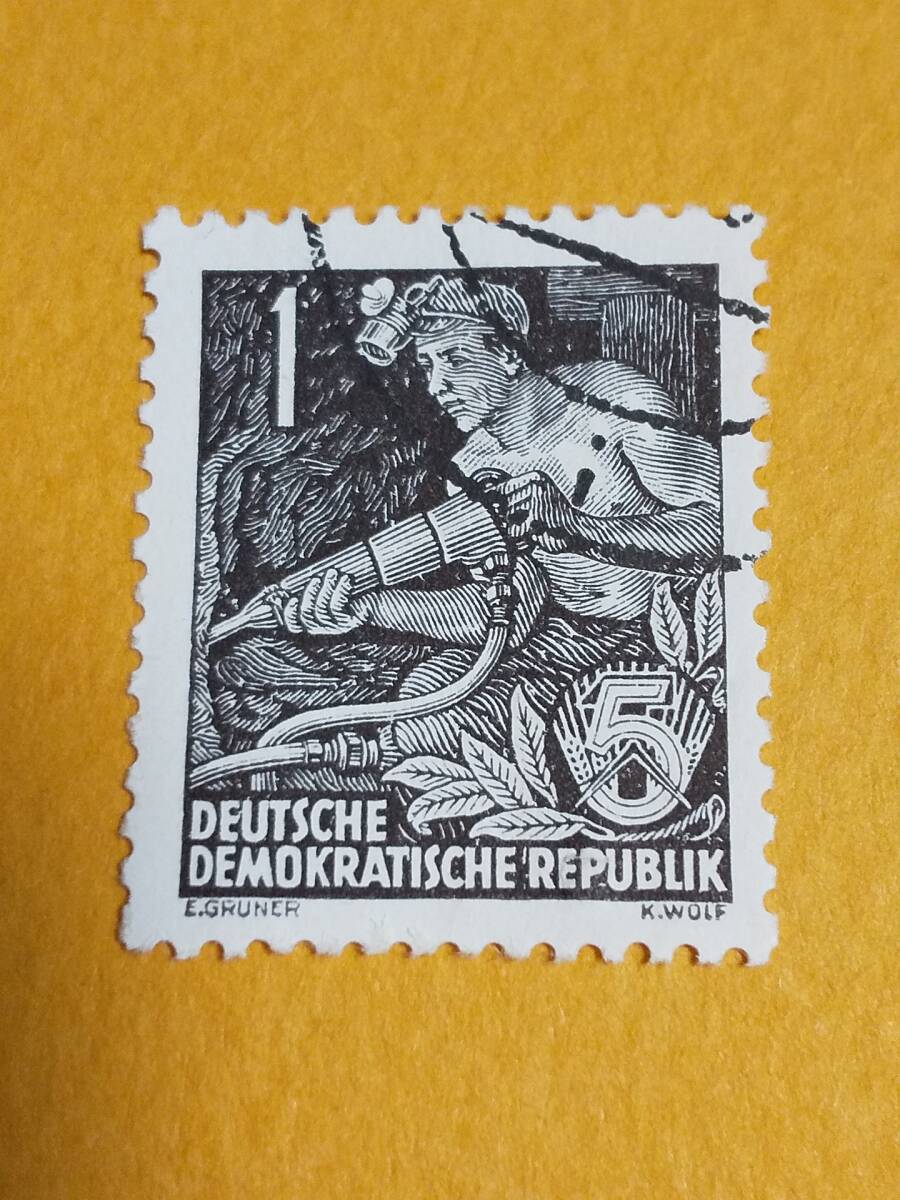 1
5
DEUTSCHE
DEMOKRATISCHE REPUBLIK
E.GRUNER
K.WOLF